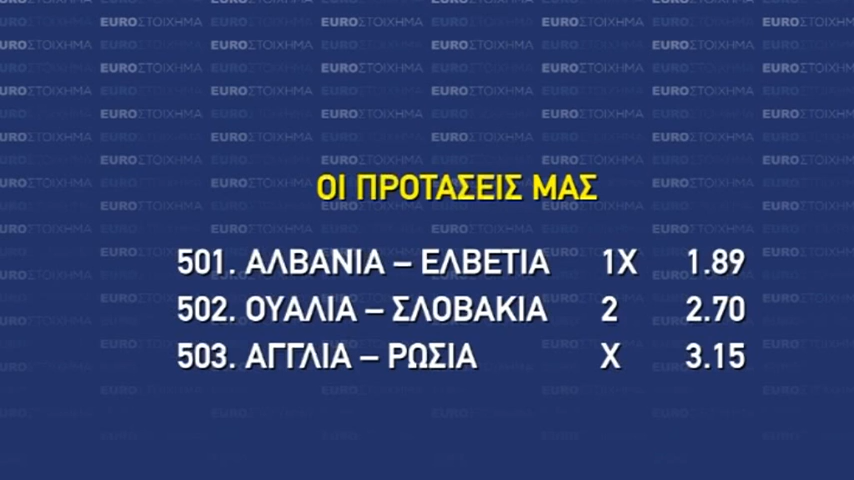 ΟΙ ΠΡΟΤΑΣΕΙΣ ΜΑΣ
501. ΑΛΒΑΝΙΑ – ΕΛΒΕΤΙΑ 1Χ 1.89
502. ΟΥΑΛΙΑ – ΣΛΟΒΑΚΙΑ 2 2.70
503. ΑΓΓΛΙΑ – ΡΩΣΙΑ Χ 3.15
EUROΣΤΟΙΧΗΜΑ